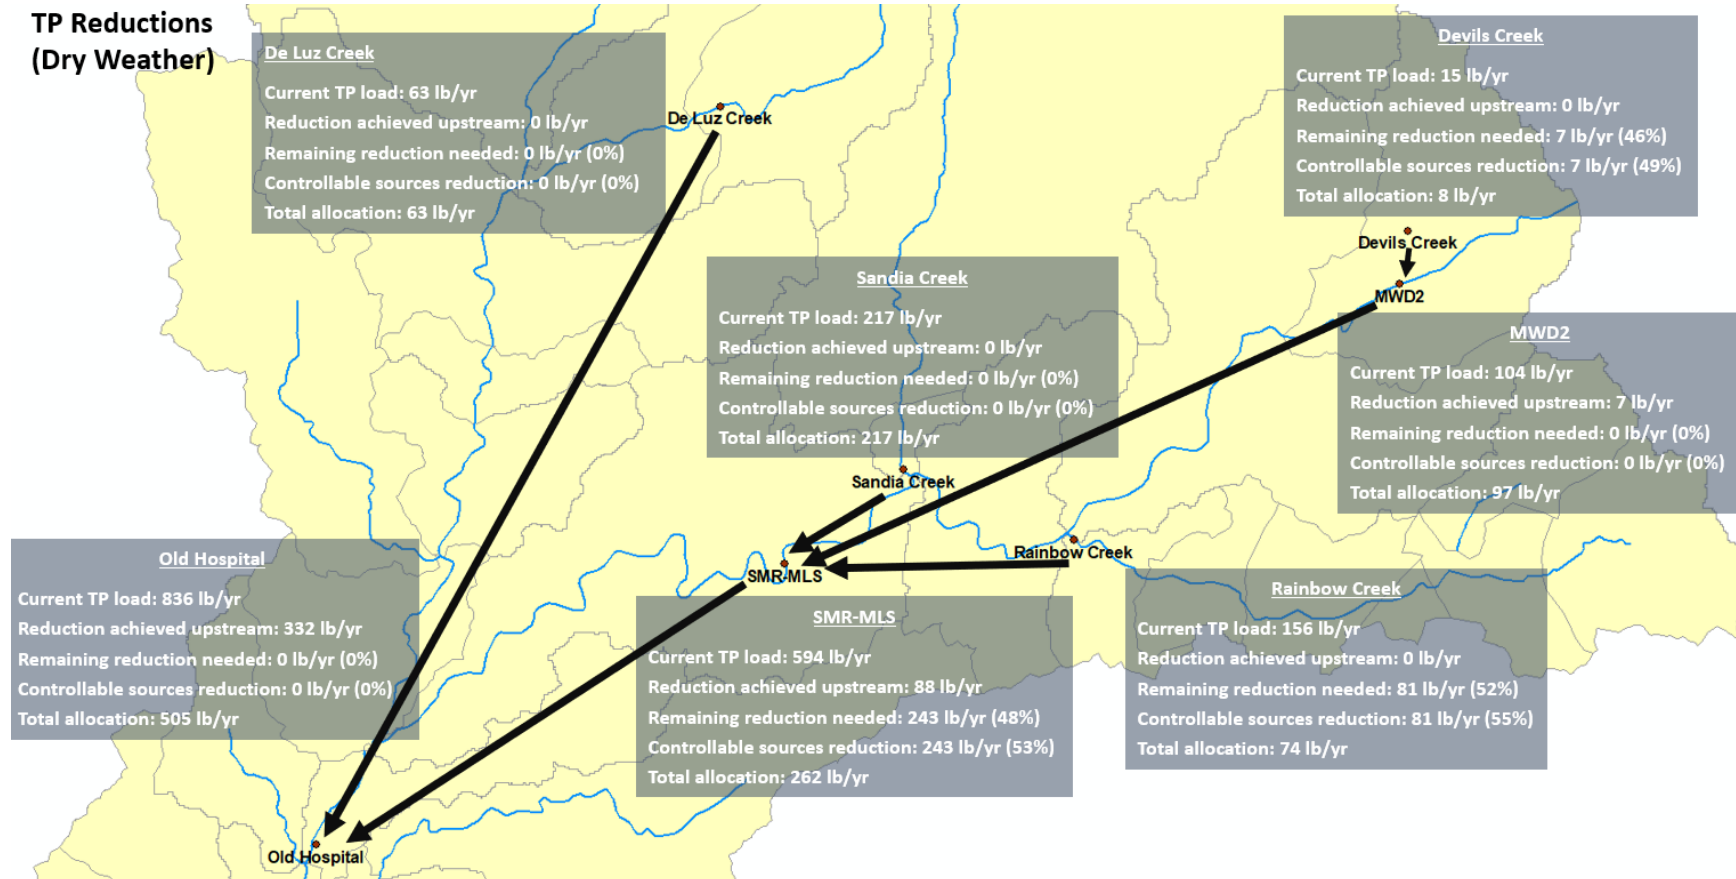 TP Reductions
(Dry Weather)
De Luz Creek
Current TP load: 63 lb/yr
Reduction achieved upstream: 0 lb/yr
Remaining reduction needed: 0 lb/yr (0%)
Controllable sources reduction: 0 lb/yr (0%)
Total allocation: 63 lb/yr
De Luz Creek
Devils Creek
Current TP load: 15 lb/yr
Reduction achieved upstream: 0 lb/yr
Remaining reduction needed: 7 lb/yr (46%)
Controllable sources reduction: 7 lb/yr (49%)
Total allocation: 8 lb/yr
Devils Creek
MWD2
Sandia Creek
Current TP load: 217 lb/yr
Reduction achieved upstream: 0 lb/yr
Remaining reduction needed: 0 lb/yr (0%)
Controllable sources reduction: 0 lb/yr (0%)
Total allocation: 217 lb/yr
Sandia Creek
MWD2
Current TP load: 104 lb/yr
Reduction achieved upstream: 7 lb/yr
Remaining reduction needed: 0 lb/yr (0%)
Controllable sources reduction: 0 lb/yr (0%)
Total allocation: 97 lb/yr
Rainbow Creek
SMR-MLS
Old Hospital
Current TP load: 836 lb/yr
Reduction achieved upstream: 332 lb/yr
Remaining reduction needed: 0 lb/yr (0%)
Controllable sources reduction: 0 lb/yr (0%)
Total allocation: 505 lb/yr
SMR-MLS
Current TP load: 594 lb/yr
Reduction achieved upstream: 88 lb/yr
Remaining reduction needed: 243 lb/yr (48%)
Controllable sources reduction: 243 lb/yr (53%)
Total allocation: 262 lb/yr
Rainbow Creek
Current TP load: 156 lb/yr
Reduction achieved upstream: 0 lb/yr
Remaining reduction needed: 81 lb/yr (52%)
Controllable sources reduction: 81 lb/yr (55%)
Total allocation: 74 lb/yr
Old Hospital